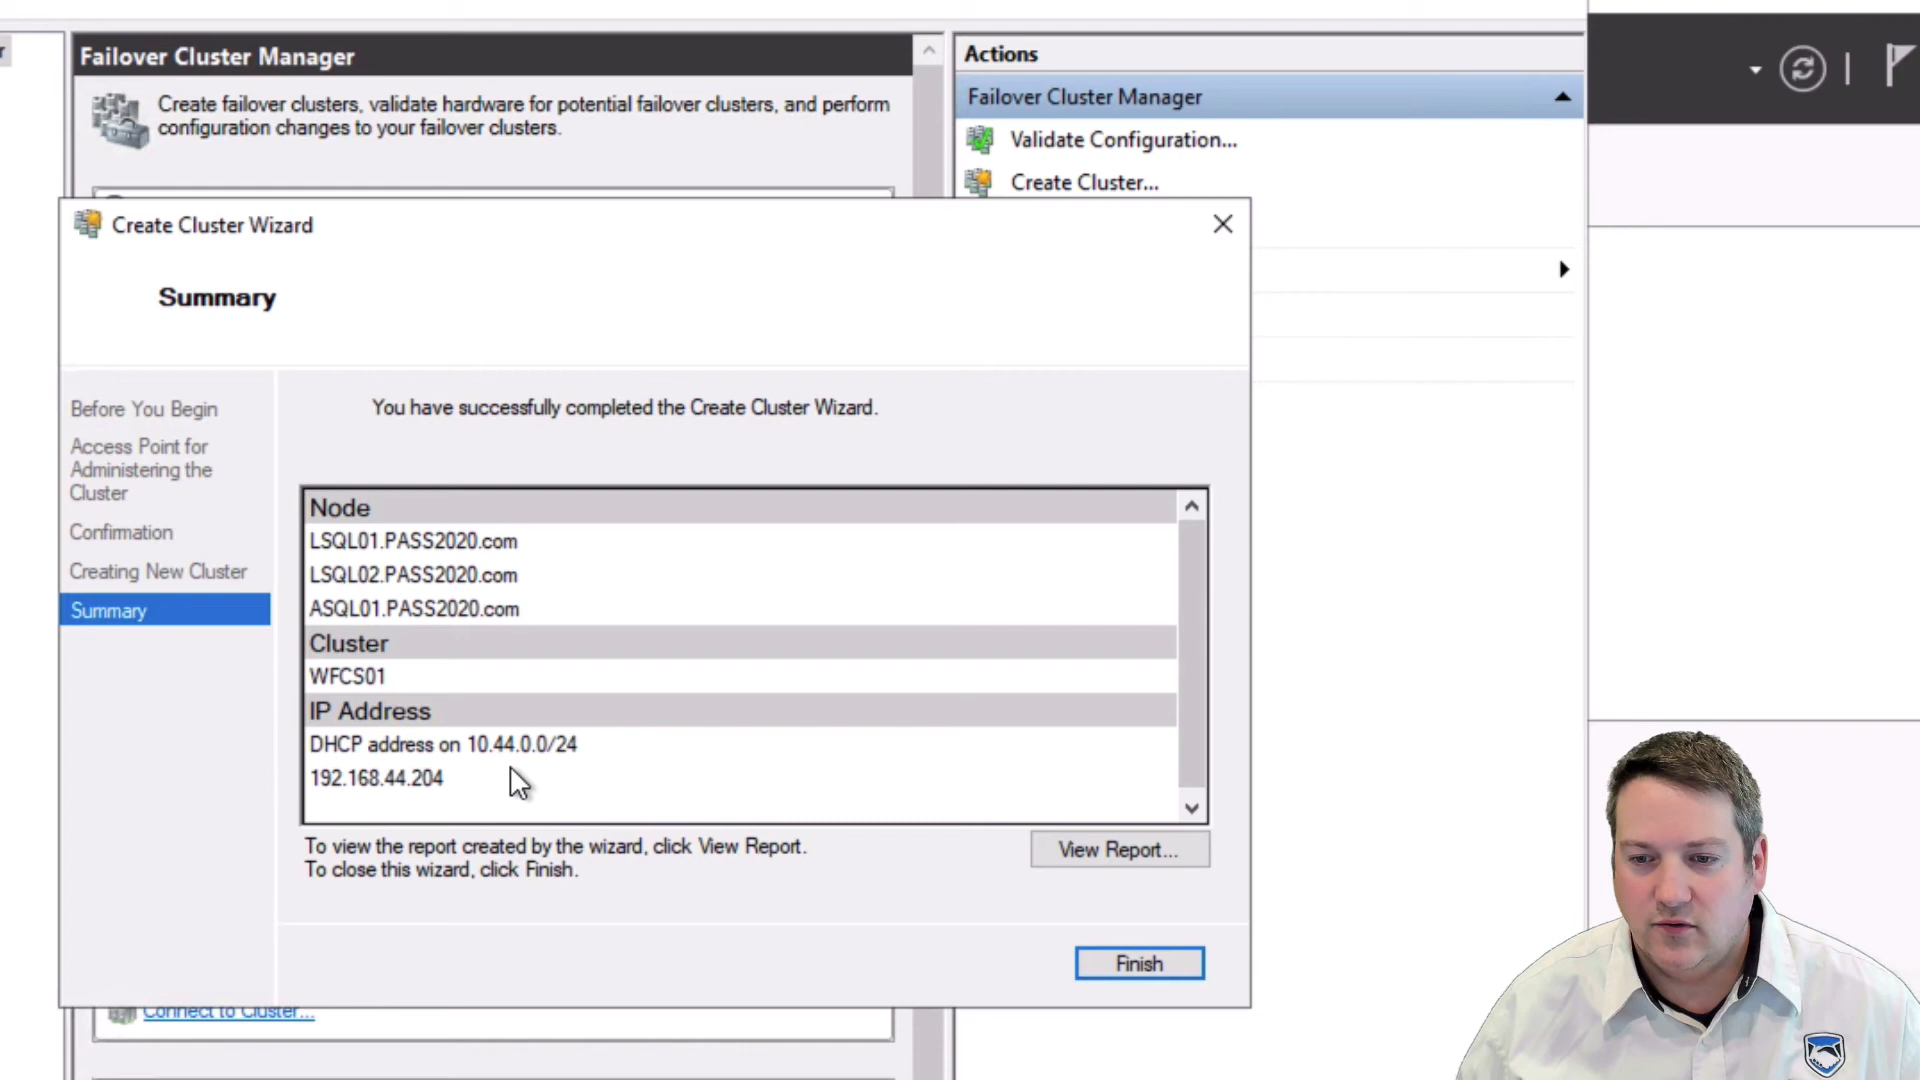 Failover Cluster Manager
Create failover clusters, validate hardware for potential failover clusters, and perform
configuration changes to your failover clusters.
Actions
Failover Cluster Manager
Validate Configuration...
Create Cluster...
Create Cluster Wizard
Summary
Before You Begin
Access Point for
Administering the
Cluster
Confirmation
Creating New Cluster
Summary
You have successfully completed the Create Cluster Wizard.
Node
LSQL01.PASS2020.com
LSQL02.PASS2020.com
ASQL01.PASS2020.com
Cluster
WFCS01
IP Address
DHCP address on 10.44.0.0/24
192.168.44.204
To view the report created by the wizard, click View Report.
To close this wizard, click Finish.
View Report...
Finish
Connect to Cluster...